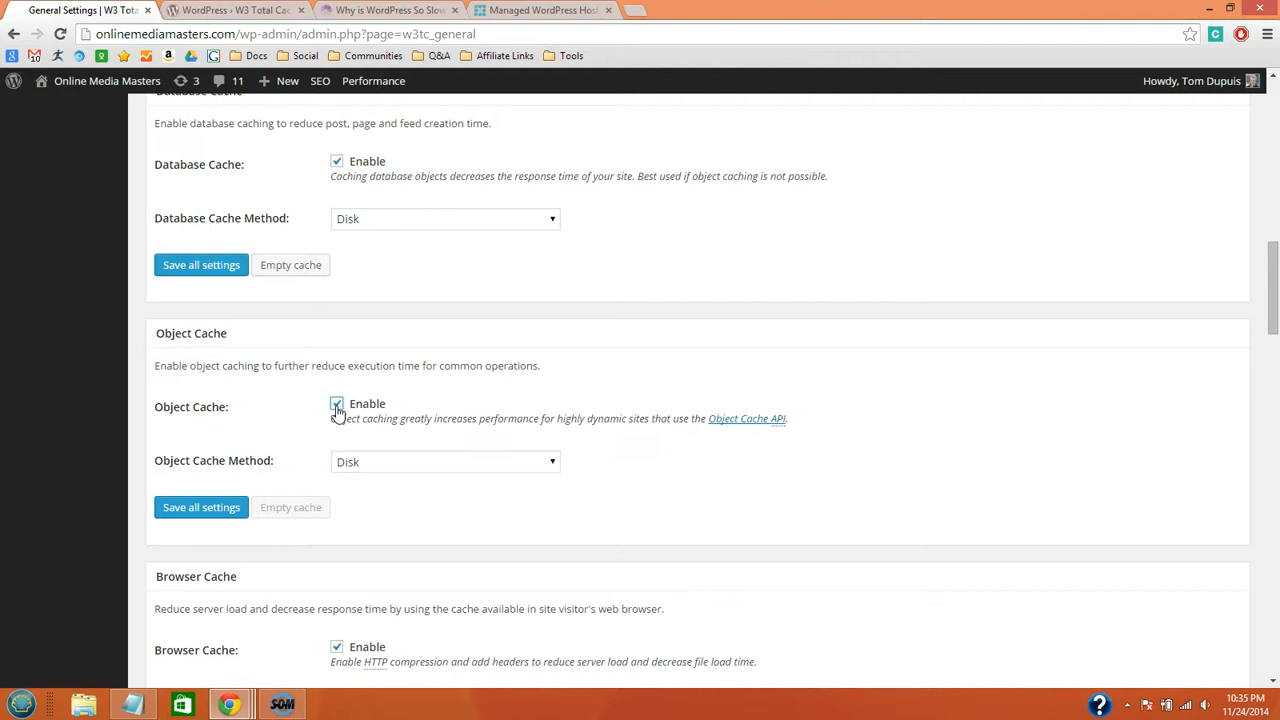 General Settings | W3 Tota
WordPress › W3 Total Cac
Why is WordPress So Slow
Managed WordPress Host
onlinemediamasters.com/wp-admin/admin.php?page=w3tc_general
Docs Social Communities Q&A Affiliate Links Tools
Online Media Masters 3 11 New SEO Performance Howdy, Tom Dupuis
Database Cache
Enable database caching to reduce post, page and feed creation time.
Database Cache: Enable
Caching database objects decreases the response time of your site. Best used if object caching is not possible.
Database Cache Method: Disk
Save all settings Empty cache
Object Cache
Enable object caching to further reduce execution time for common operations.
Object Cache: Enable
Object caching greatly increases performance for highly dynamic sites that use the Object Cache API.
Object Cache Method: Disk
Save all settings Empty cache
Browser Cache
Reduce server load and decrease response time by using the cache available in site visitor's web browser.
Browser Cache: Enable
Enable HTTP compression and add headers to reduce server load and decrease file load time.
SOM
10:35 PM
11/24/2014